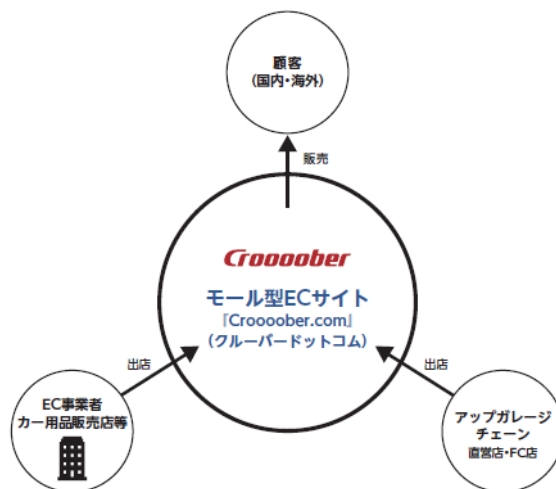 顧客
(国内・海外)
販売
Croooober
モール型ECサイト
『Croooober.com』
(クルーバードットコム)
出店
出店
EC事業者
カー用品販売店等
アップガレージ
チェーン
直営店・FC店